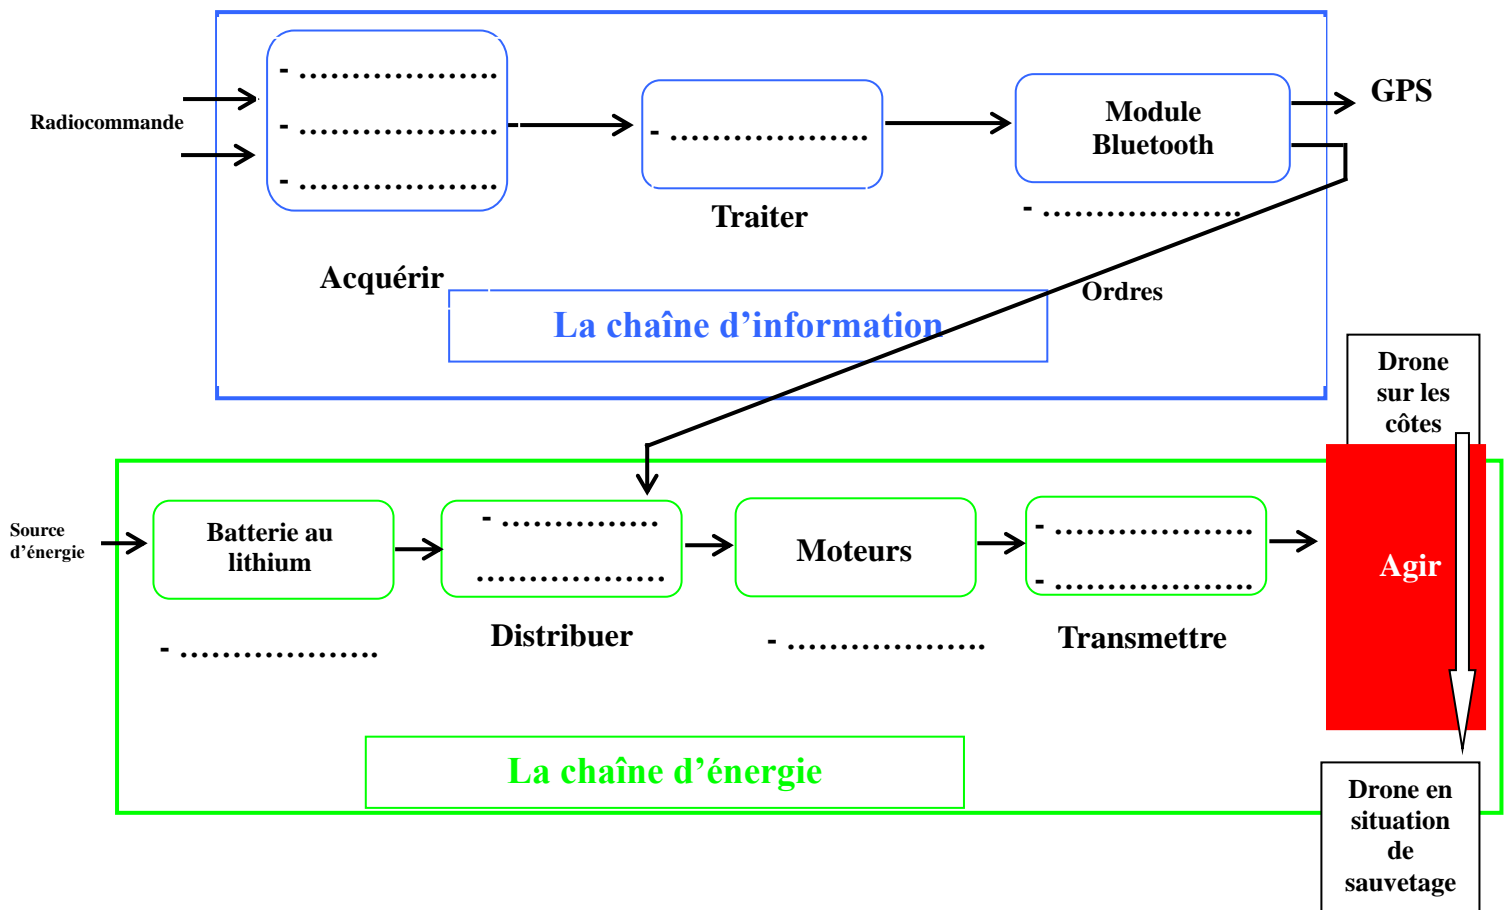 Radiocommande
- ......................
- ......................
- ......................
Acquérir
- ......................
Traiter
Module
Bluetooth
- ......................
GPS
Ordres
La chaîne d’information
Drone
sur les
côtes
Source
d’énergie
Batterie au
lithium
- ......................
- ..................
......................
Distribuer
Moteurs
- ......................
- ......................
- ......................
Transmettre
Agir
La chaîne d’énergie
Drone en
situation
de
sauvetage